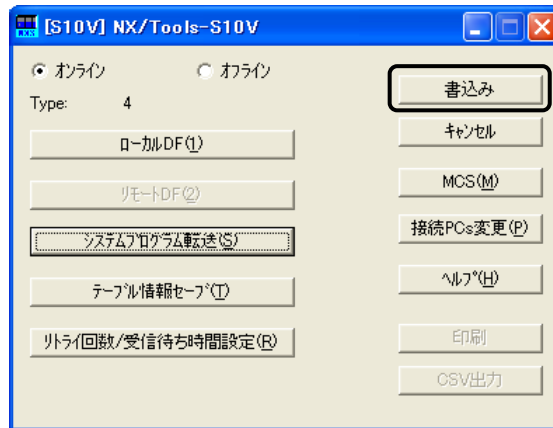 [S10V] NX/Tools-S10V
オンライン オフライン
Type: 4
ローカルDF(1)
リモートDF(2)
システムプログラム転送(S)
テーブル情報セーブ(T)
リトライ回数/受信待ち時間設定(R)
書込み
キャンセル
MCS(M)
接続PCs変更(P)
ヘルプ(H)
印刷
CSV出力